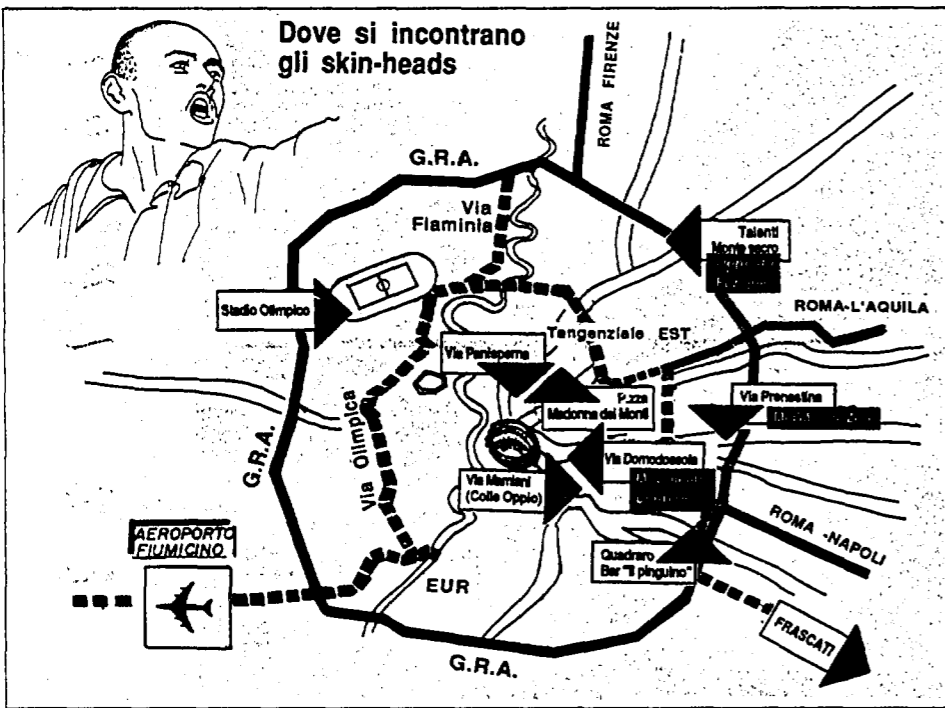 Dove si incontrano
gli skin-heads
ROMA FIRENZE
G.R.A.
Via
Flaminia
Talenti
Monte sacro
Stadio Olimpico
ROMA-L'AQUILA
Tangenziale EST
Via Panisperna
P.zza
Madonna dei Monti
Via Prenestina
Via Olimpica
G.R.A.
Via Domodossola
Via Mamiani
(Colle Oppio)
ROMA-NAPOLI
AEROPORTO
FIUMICINO
Quadraro
Bar "Il pinguino"
EUR
FRASCATI
G.R.A.